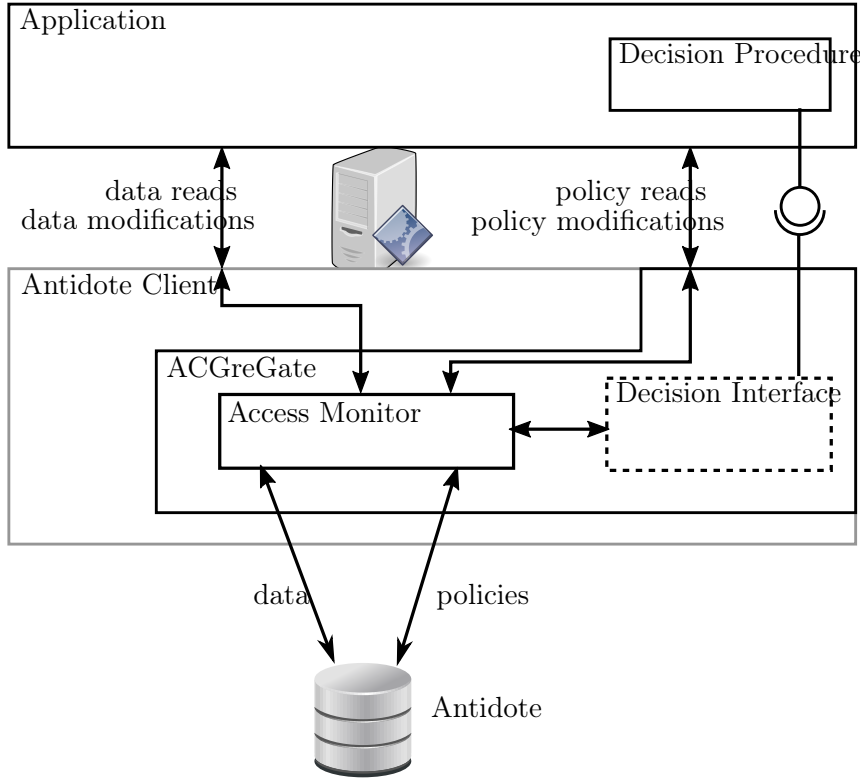 Application
Decision Procedure
data reads
data modifications
policy reads
policy modifications
Antidote Client
ACGreGate
Access Monitor
Decision Interface
data
policies
Antidote